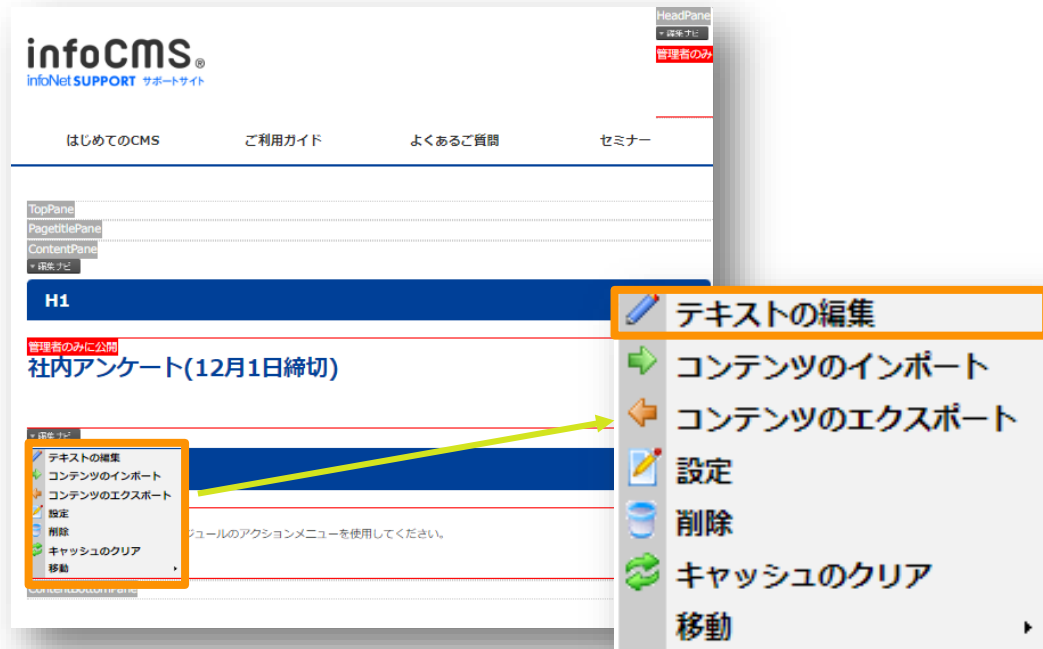 HeadPane
編集ナビ
管理者のみ
infoCMS®
infoNet SUPPORT サポートサイト
はじめてのCMS ご利用ガイド よくあるご質問 セミナー
TopPane
PagetitlePane
ContentPane
編集ナビ
H1
管理者のみに公開
社内アンケート(12月1日締切)
編集ナビ
テキストの編集
コンテンツのインポート
コンテンツのエクスポート
設定
削除
ジュールのアクションメニューを使用してください。
キャッシュのクリア
移動
ContentBottomPane
テキストの編集
コンテンツのインポート
コンテンツのエクスポート
設定
削除
キャッシュのクリア
移動